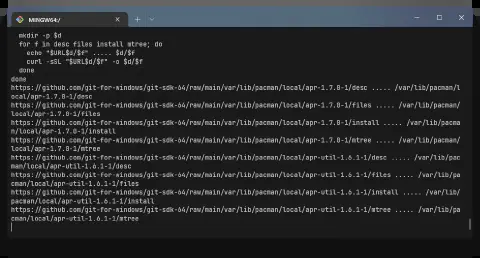 MINGW64:/
mkdir -p $d
for f in desc files install mtree; do
echo "$URL$d/$f" ..... $d/$f
curl -sSL "$URL$d/$f" -o $d/$f
done
done
https://github.com/git-for-windows/git-sdk-64/raw/main/var/lib/pacman/local/apr-1.7.0-1/desc ..... /var/lib/pacman/l
ocal/apr-1.7.0-1/desc
https://github.com/git-for-windows/git-sdk-64/raw/main/var/lib/pacman/local/apr-1.7.0-1/files ..... /var/lib/pacman/
local/apr-1.7.0-1/files
https://github.com/git-for-windows/git-sdk-64/raw/main/var/lib/pacman/local/apr-1.7.0-1/install ..... /var/lib/pacma
n/local/apr-1.7.0-1/install
https://github.com/git-for-windows/git-sdk-64/raw/main/var/lib/pacman/local/apr-1.7.0-1/mtree ..... /var/lib/pacman/
local/apr-1.7.0-1/mtree
https://github.com/git-for-windows/git-sdk-64/raw/main/var/lib/pacman/local/apr-util-1.6.1-1/desc ..... /var/lib/pac
man/local/apr-util-1.6.1-1/desc
https://github.com/git-for-windows/git-sdk-64/raw/main/var/lib/pacman/local/apr-util-1.6.1-1/files ..... /var/lib/pa
cman/local/apr-util-1.6.1-1/files
https://github.com/git-for-windows/git-sdk-64/raw/main/var/lib/pacman/local/apr-util-1.6.1-1/install ..... /var/lib/
pacman/local/apr-util-1.6.1-1/install
https://github.com/git-for-windows/git-sdk-64/raw/main/var/lib/pacman/local/apr-util-1.6.1-1/mtree ..... /var/lib/pa
cman/local/apr-util-1.6.1-1/mtree